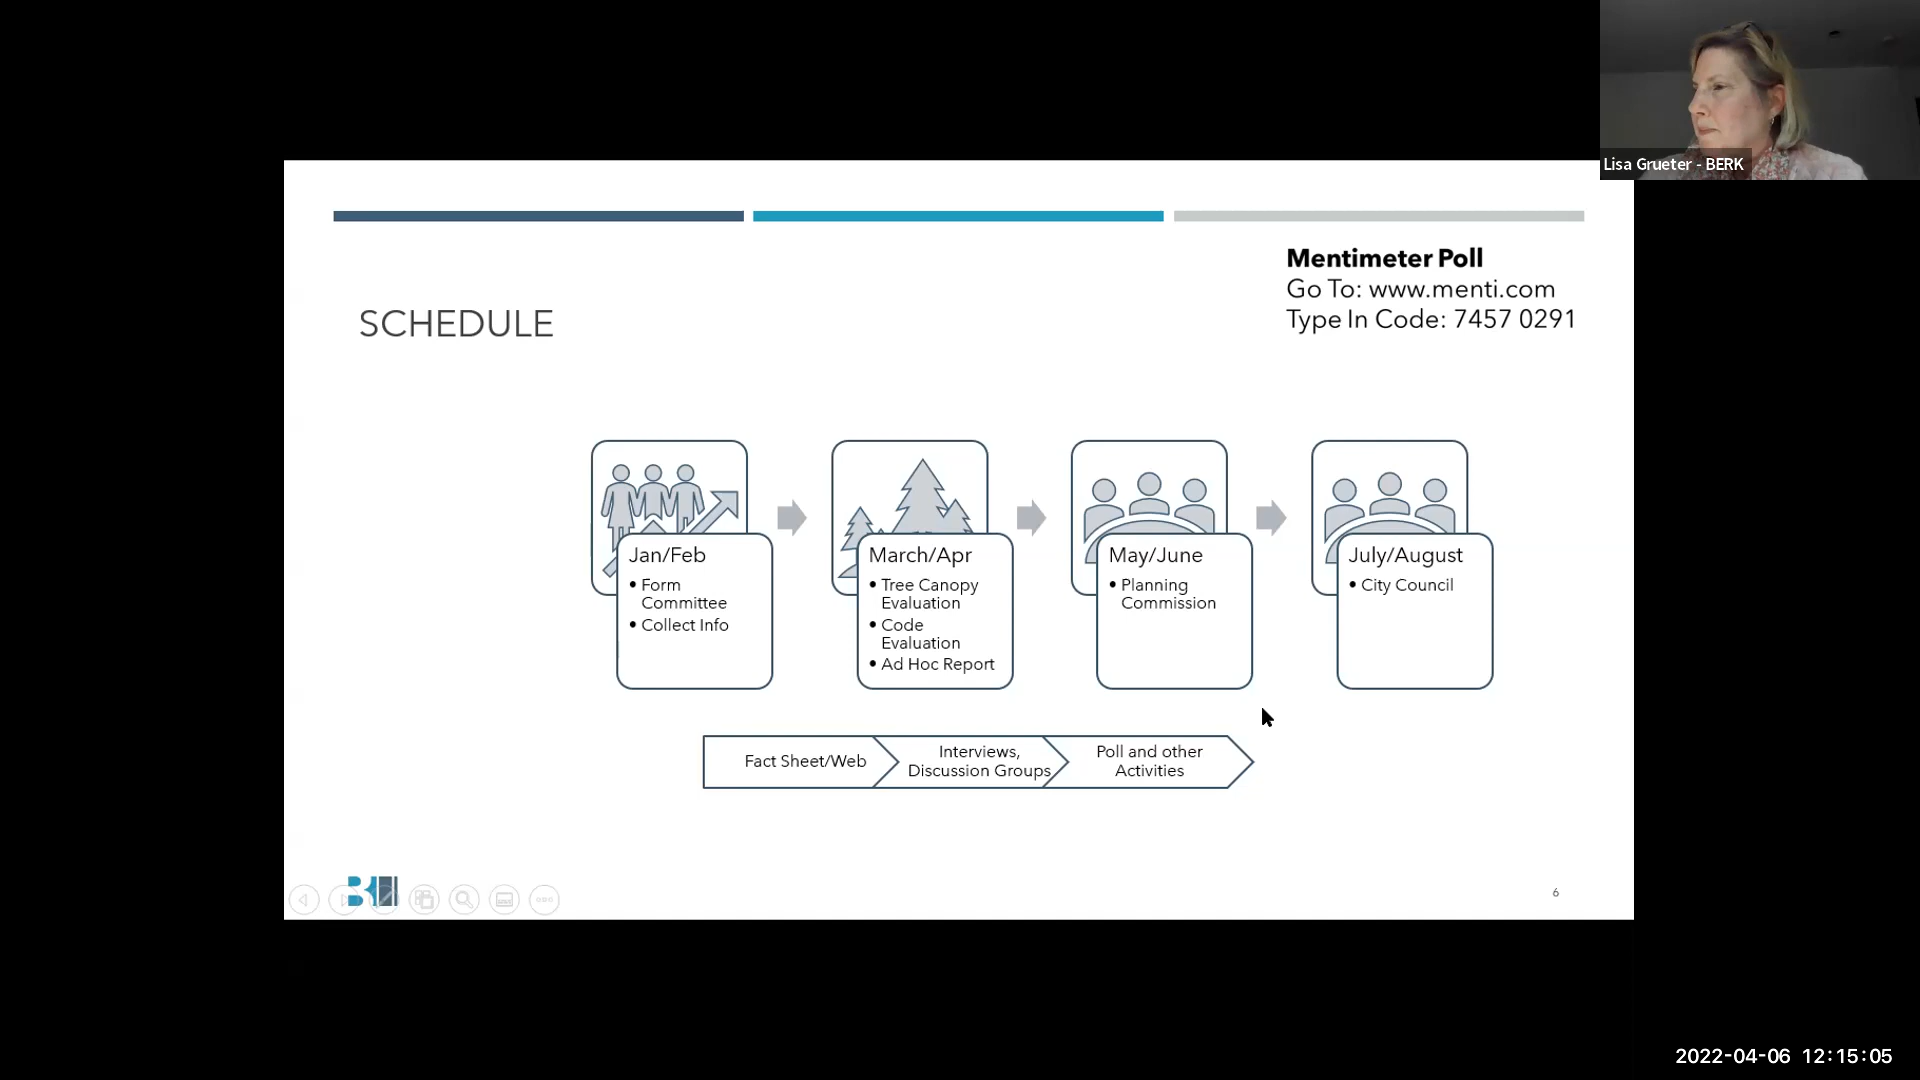 Lisa Grueter - BERK
Mentimeter Poll
Go To: www.menti.com
Type In Code: 7457 0291
SCHEDULE
Jan/Feb
• Form
Committee
• Collect Info
March/Apr
• Tree Canopy
Evaluation
• Code
Evaluation
• Ad Hoc Report
May/June
• Planning
Commission
July/August
• City Council
Fact Sheet/Web
Interviews,
Discussion Groups
Poll and other
Activities
6
2022-04-06 12:15:05